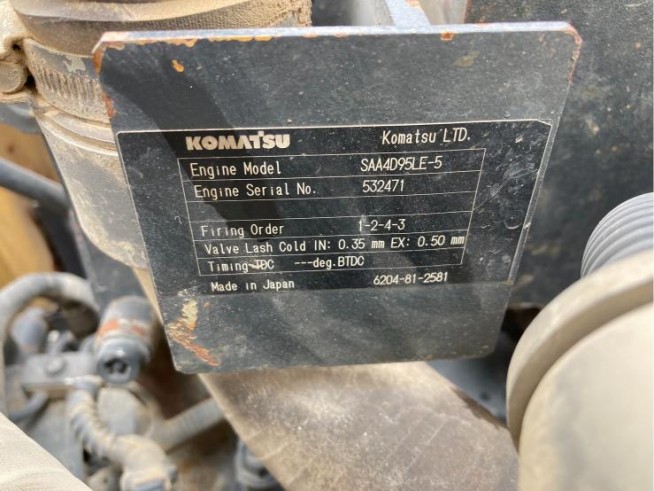 KOMATSU Komatsu LTD.
Engine Model SAA4D95LE-5
Engine Serial No. 532471
Firing Order 1-2-4-3
Valve Lash Cold IN: 0.35 mm EX: 0.50 mm
Timing TDC ---deg.BTDC
Made in Japan 6204-81-2581